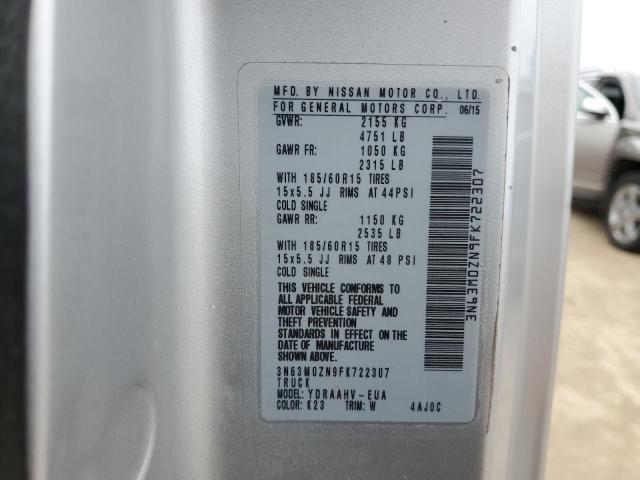 MFD. BY NISSAN MOTOR CO., LTD.
FOR GENERAL MOTORS CORP. 06/15
GVWR: 2155 KG
4751 LB
GAWR FR: 1050 KG
2315 LB
WITH 185/60R15 TIRES
15x5.5 JJ RIMS AT 44PSI
COLD SINGLE
GAWR RR: 1150 KG
2535 LB
WITH 185/60R15 TIRES
15x5.5 JJ RIMS AT 48 PSI
COLD SINGLE
THIS VEHICLE CONFORMS TO
ALL APPLICABLE FEDERAL
MOTOR VEHICLE SAFETY AND
THEFT PREVENTION
STANDARDS IN EFFECT ON THE
DATE OF MANUFACTURE
SHOWN ABOVE.
3N63M0ZN9FK722307
TRUCK
MODEL: YDRAAHV-EUA
COLOR: K23 TRIM: W 4AJ0C
3N63M0ZN9FK722307